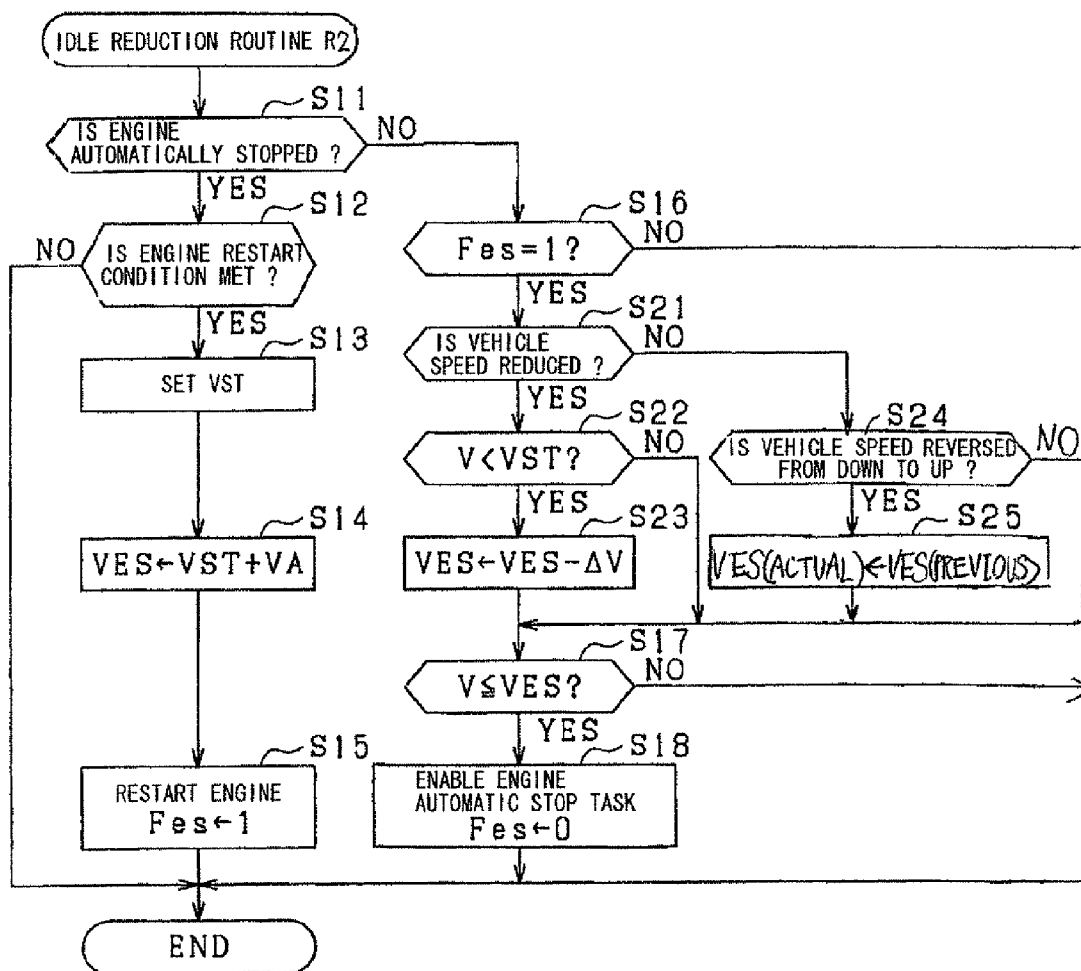 IDLE REDUCTION ROUTINE R2
S11
IS ENGINE
AUTOMATICALLY STOPPED ?
NO
YES
S12
NO
IS ENGINE RESTART
CONDITION MET ?
YES
S13
SET VST
S14
VES←VST+VA
S15
RESTART ENGINE
Fes←1
S16
Fes=1?
NO
YES
S21
IS VEHICLE
SPEED REDUCED ?
NO
YES
S22
V<VST?
NO
YES
S23
VES←VES-ΔV
S24
IS VEHICLE SPEED REVERSED
FROM DOWN TO UP ?
NO
YES
S25
VES(ACTUAL)←VES(PREVIOUS)
S17
V≦VES?
NO
YES
S18
ENABLE ENGINE
AUTOMATIC STOP TASK
Fes←0
END